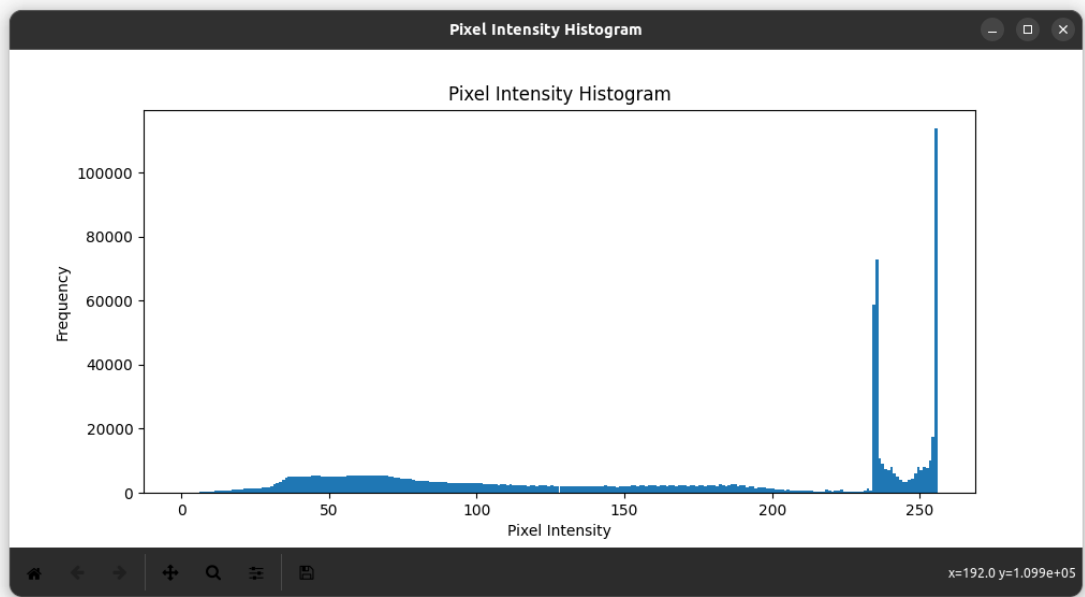 Pixel Intensity Histogram
Pixel Intensity Histogram
100000
80000
60000
40000
20000
0
Frequency
0 50 100 150 200 250
Pixel Intensity
x=192.0 y=1.099e+05